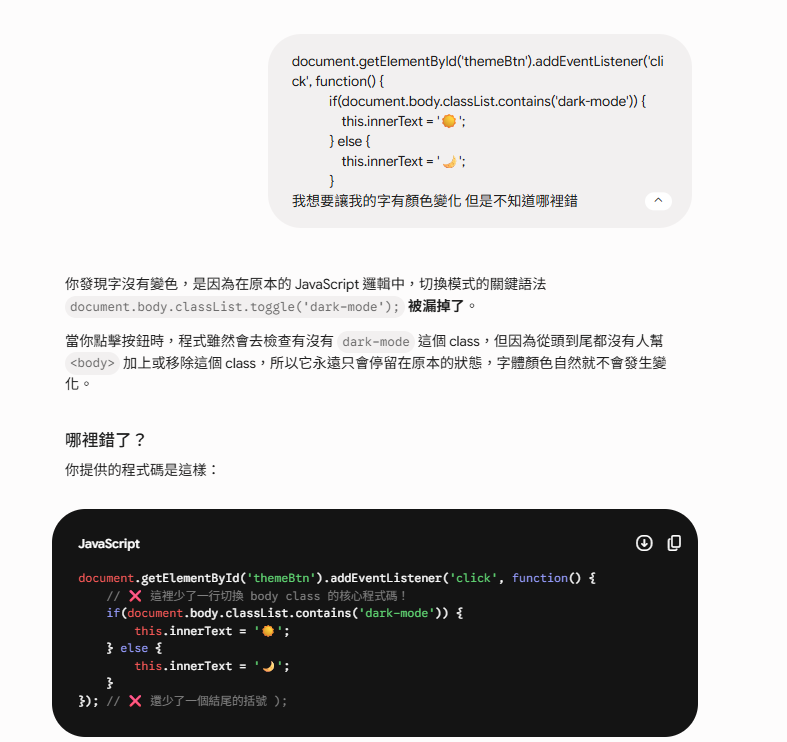 document.getElementById('themeBtn').addEventListener('cli
ck', function() {
if(document.body.classList.contains('dark-mode')) {
this.innerText = '🌞';
} else {
this.innerText = '🌙';
}
我想要讓我的字有顏色變化 但是不知道哪裡錯
你發現字沒有變色，是因為在原本的 JavaScript 邏輯中，切換模式的關鍵語法
document.body.classList.toggle('dark-mode'); 被漏掉了。
當你點擊按鈕時，程式雖然會去檢查有沒有 dark-mode 這個 class，但因為從頭到尾都沒有人幫
<body> 加上或移除這個 class，所以它永遠只會停留在原本的狀態，字體顏色自然就不會發生變
化。
哪裡錯了？
你提供的程式碼是這樣：
JavaScript
document.getElementById('themeBtn').addEventListener('click', function() {
// ❌ 這裡少了一行切換 body class 的核心程式碼！
if(document.body.classList.contains('dark-mode')) {
this.innerText = '🌞';
} else {
this.innerText = '🌙';
}
}); // ❌ 還少了一個結尾的括號 );